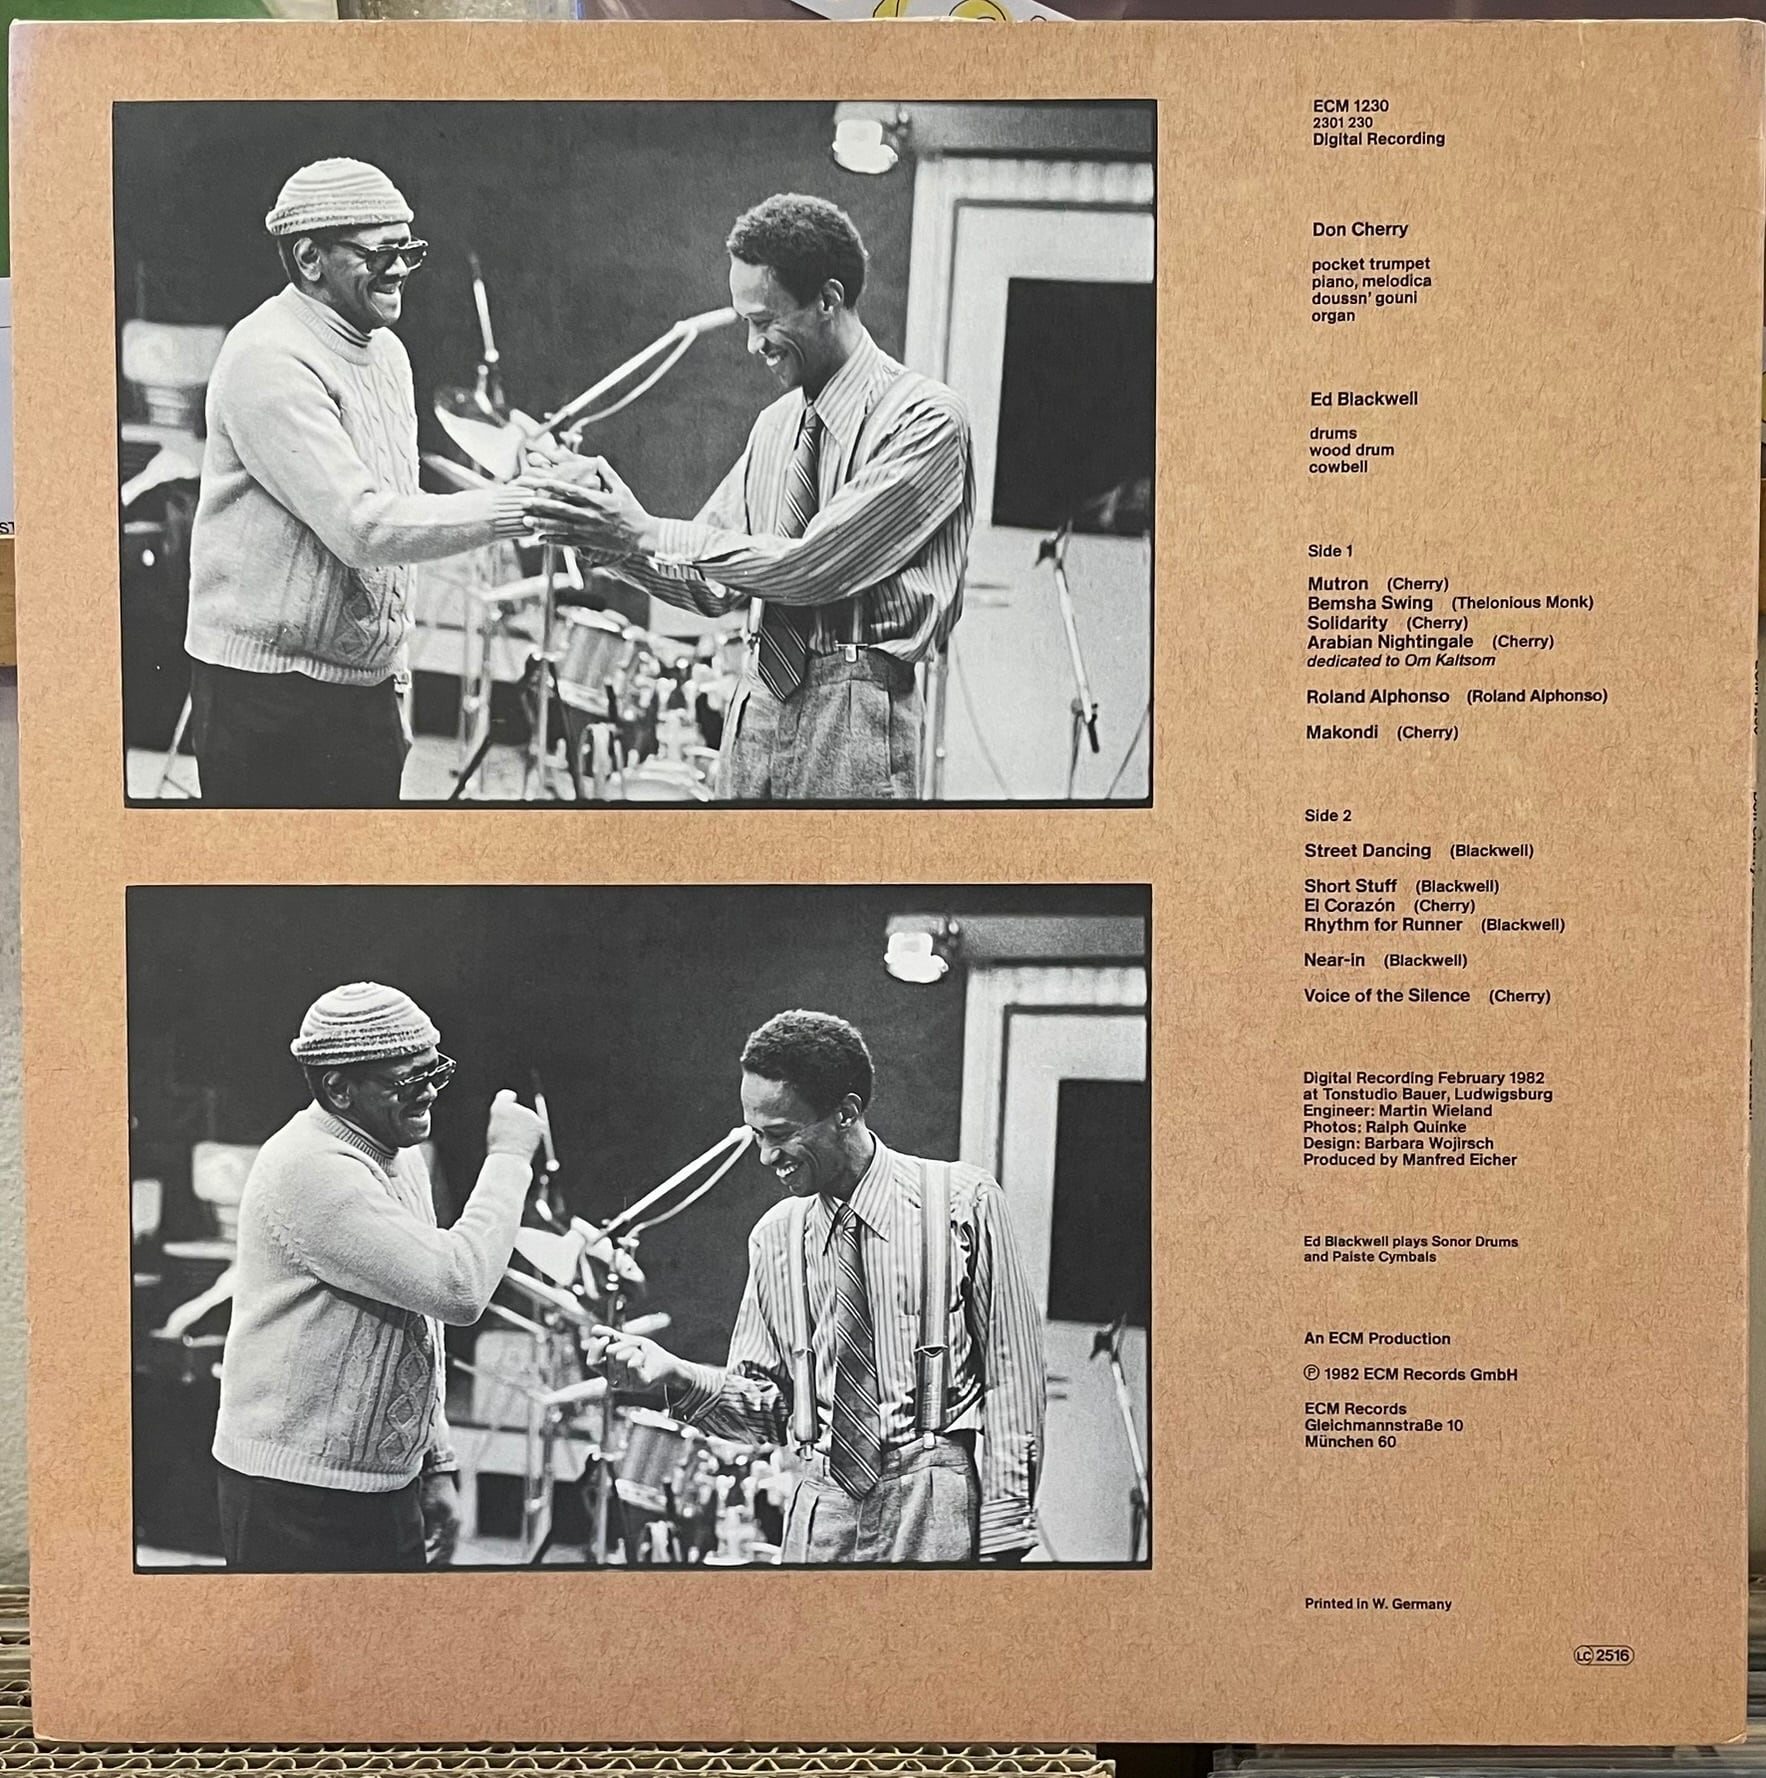 ECM 1230
2301 230
Digital Recording
Don Cherry
pocket trumpet
piano, melodica
doussn' gouni
organ
Ed Blackwell
drums
wood drum
cowbell
Side 1
Mutron (Cherry)
Bemsha Swing (Thelonious Monk)
Solidarity (Cherry)
Arabian Nightingale (Cherry)
dedicated to Om Kaltsom
Roland Alphonso (Roland Alphonso)
Makondi (Cherry)
Side 2
Street Dancing (Blackwell)
Short Stuff (Blackwell)
El Corazón (Cherry)
Rhythm for Runner (Blackwell)
Near-in (Blackwell)
Voice of the Silence (Cherry)
Digital Recording February 1982
at Tonstudio Bauer, Ludwigsburg
Engineer: Martin Wieland
Photos: Ralph Quinke
Design: Barbara Wojirsch
Produced by Manfred Eicher
Ed Blackwell plays Sonor Drums
and Paiste Cymbals
An ECM Production
℗ 1982 ECM Records GmbH
ECM Records
Gleichmannstraße 10
München 60
Printed in W. Germany
LC 2516